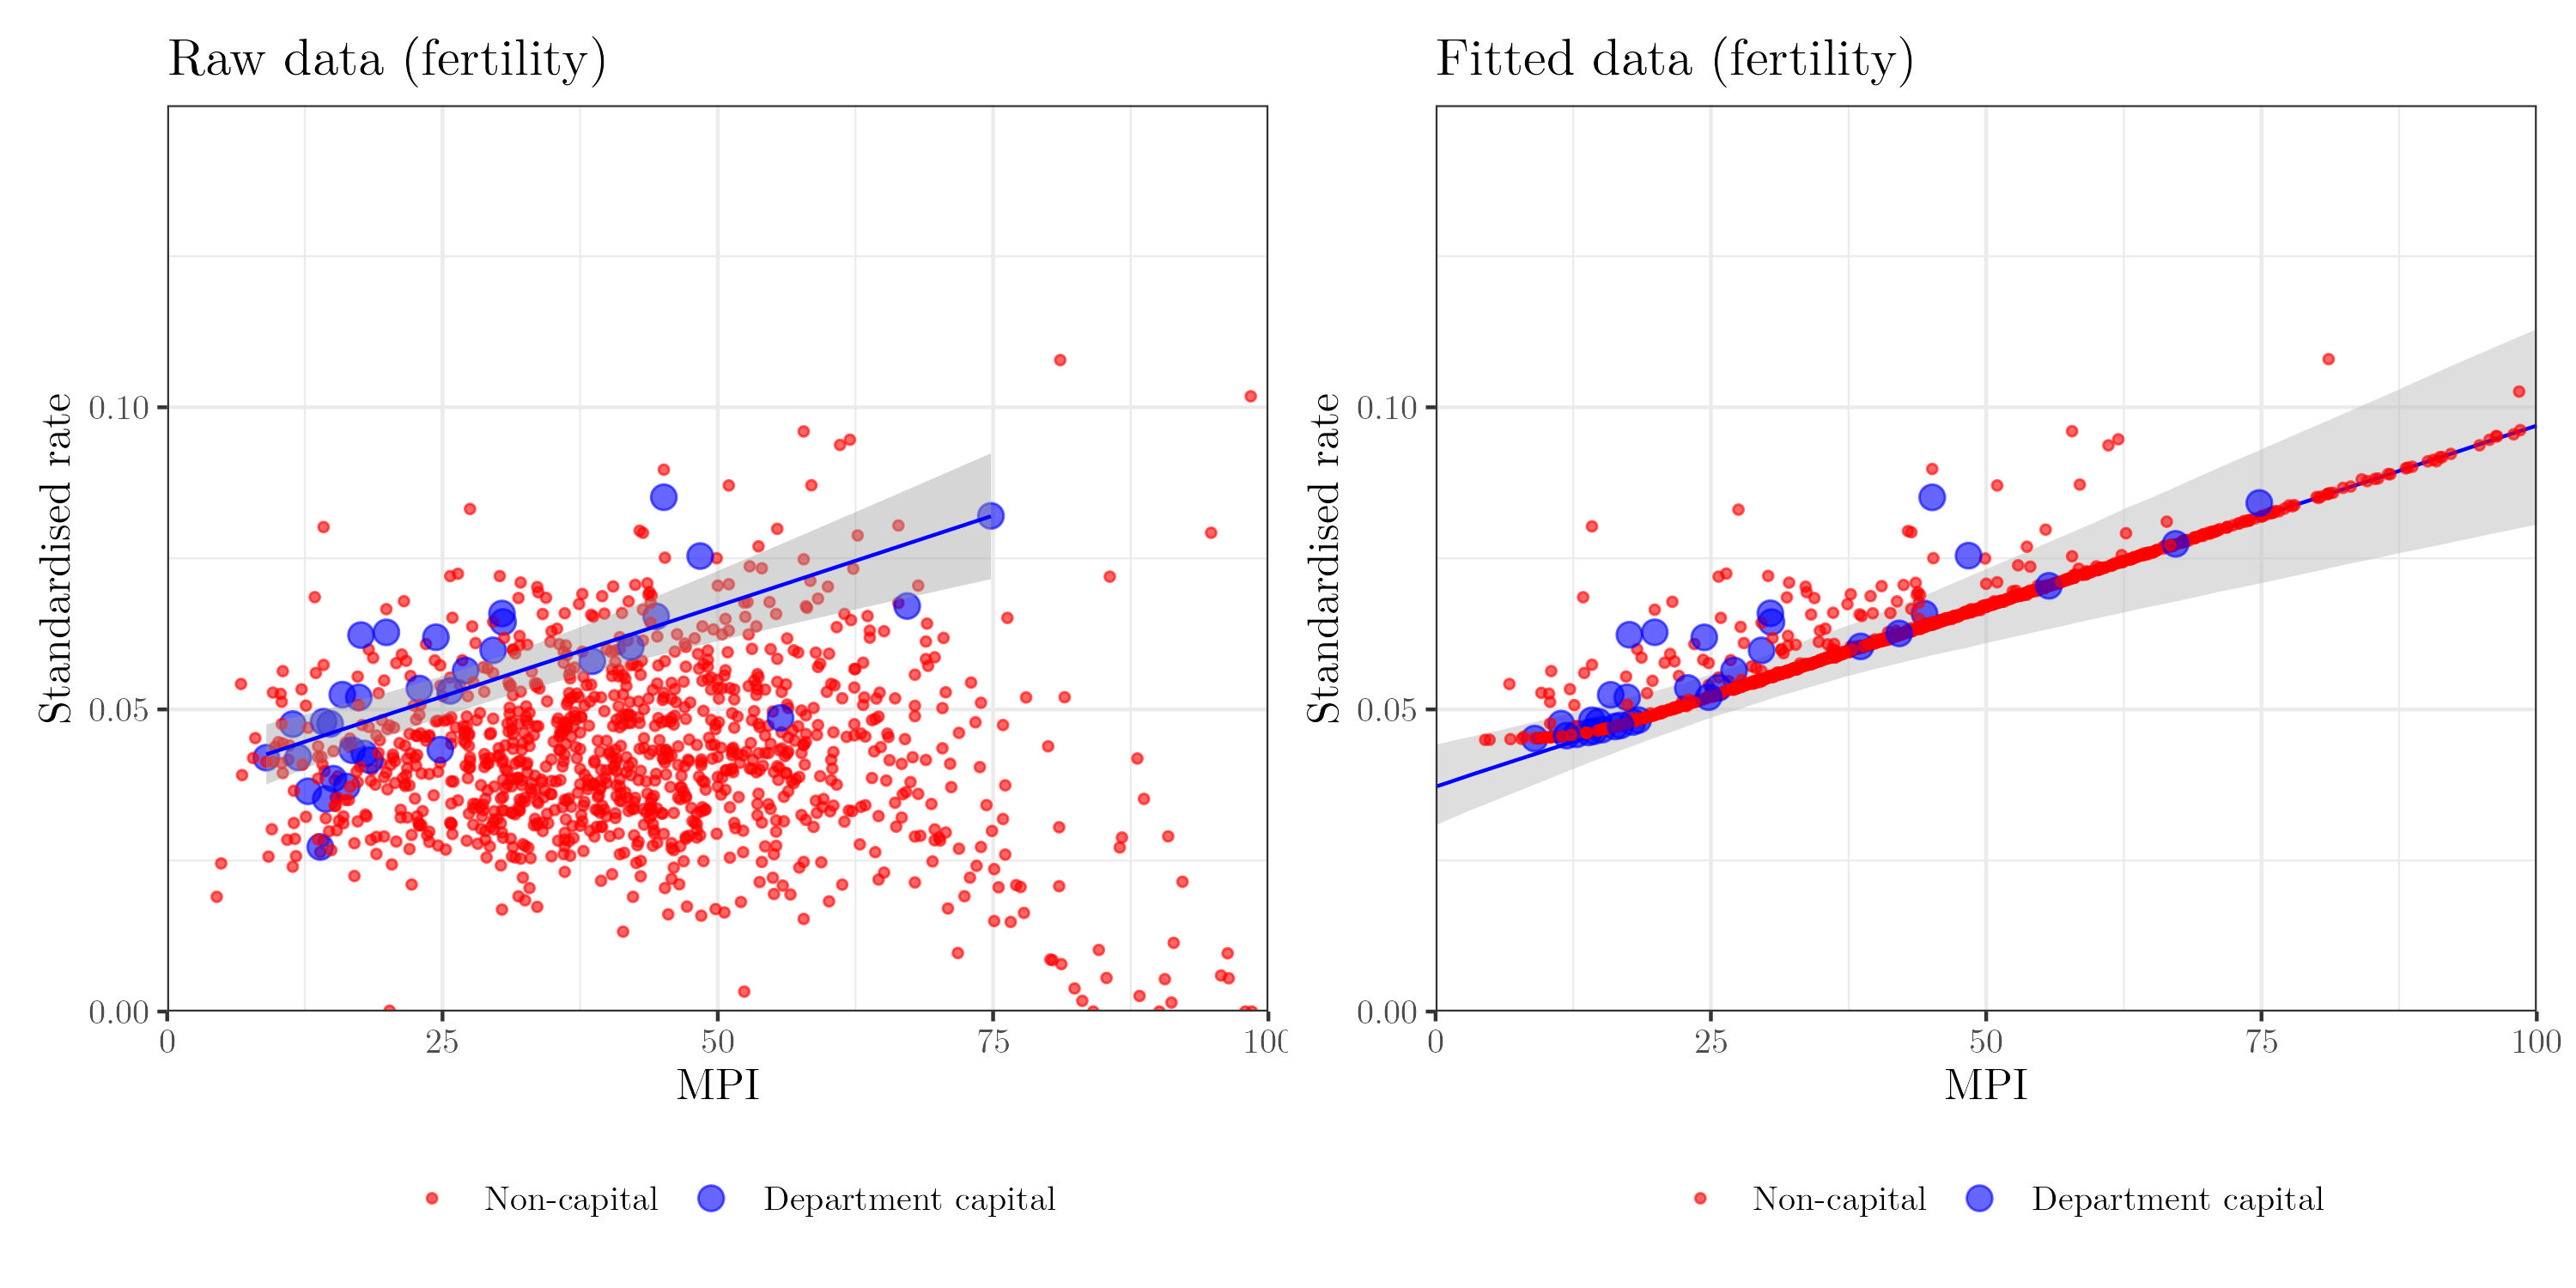 Raw data (fertility)
Standardised rate
0.10
0.05
0.00
0 25 50 75 100
MPI
Non-capital Department capital
Fitted data (fertility)
Standardised rate
0.10
0.05
0.00
0 25 50 75 100
MPI
Non-capital Department capital